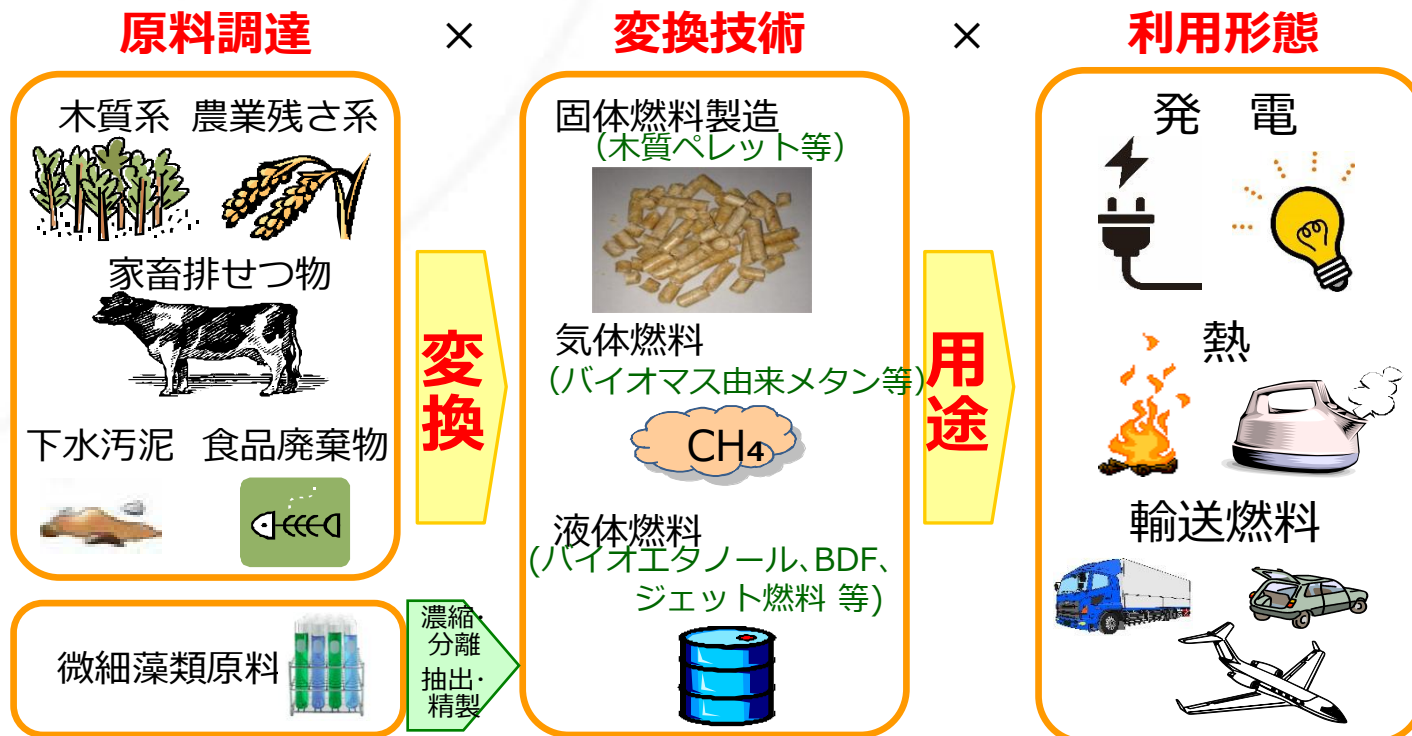 原料調達 × 変換技術 × 利用形態
木質系 農業残さ系
家畜排せつ物
下水汚泥 食品廃棄物
微細藻類原料
変換
濃縮・
分離
抽出・
精製
固体燃料製造
(木質ペレット等)
気体燃料
(バイオマス由来メタン等)
CH₄
液体燃料
(バイオエタノール、BDF、
ジェット燃料 等)
用途
発 電
熱
輸送燃料